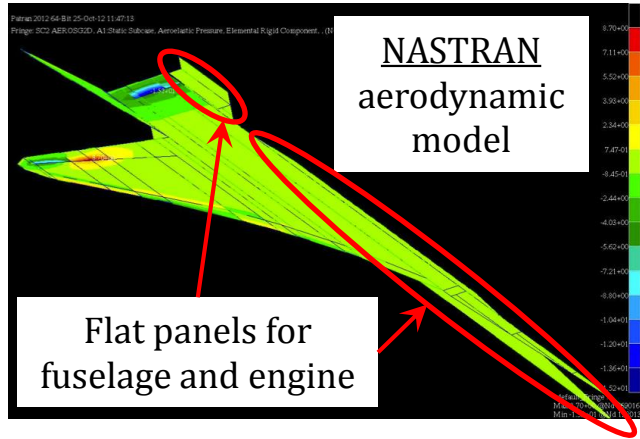 Patran 2012 64-Bit 25-Oct-12 11:47:13
Fringe: SC2 AEROSG2D, A1:Static Subcase, Aeroelastic Pressure, Elemental Rigid Component, , (N
NASTRAN
aerodynamic
model
Flat panels for
fuselage and engine
8.70+00
7.11+00
5.52+00
3.93+00
2.34+00
7.47-01
-8.45-01
-2.44+00
-4.03+00
-5.62+00
-7.21+00
-8.80+00
-1.04+01
-1.20+01
-1.36+01